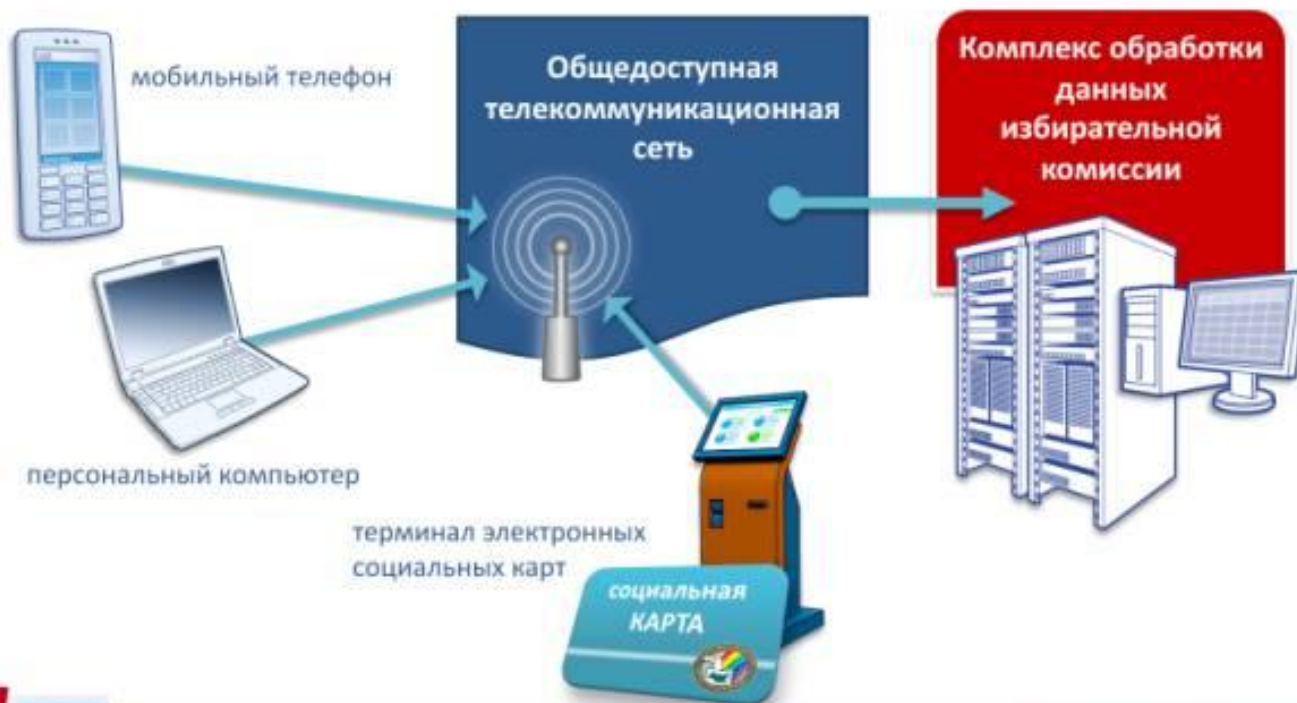 мобильный телефон
Общедоступная
телекоммуникационная
сеть
Комплекс обработки
данных
избирательной
комиссии
персональный компьютер
терминал электронных
социальных карт
социальная
КАРТА